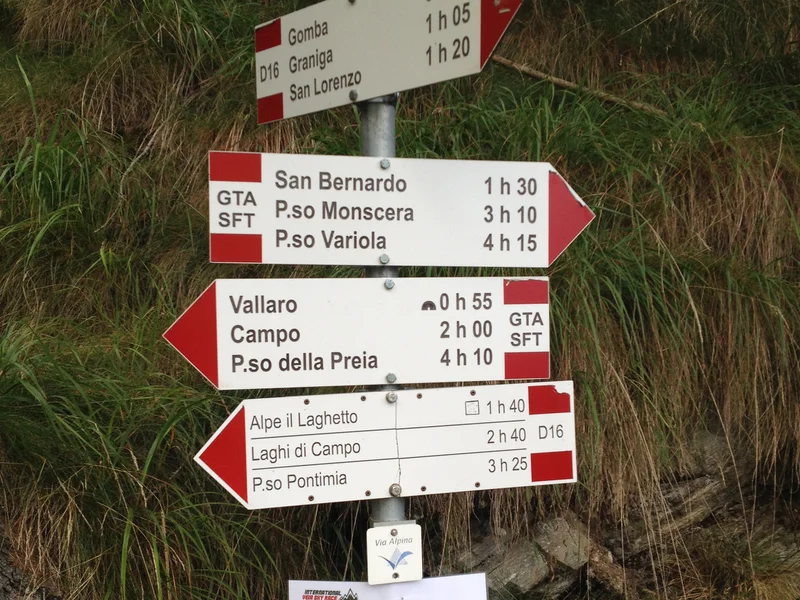 Gomba
D16 Graniga 1 h 05
San Lorenzo 1 h 20
GTA
SFT
San Bernardo 1 h 30
P.so Monscera 3 h 10
P.so Variola 4 h 15
Vallaro 0 h 55
Campo 2 h 00
P.so della Preia 4 h 10
GTA
SFT
Alpe il Laghetto 1 h 40
Laghi di Campo 2 h 40
P.so Pontimia 3 h 25
D16
Via Alpina
INTERNATIONAL